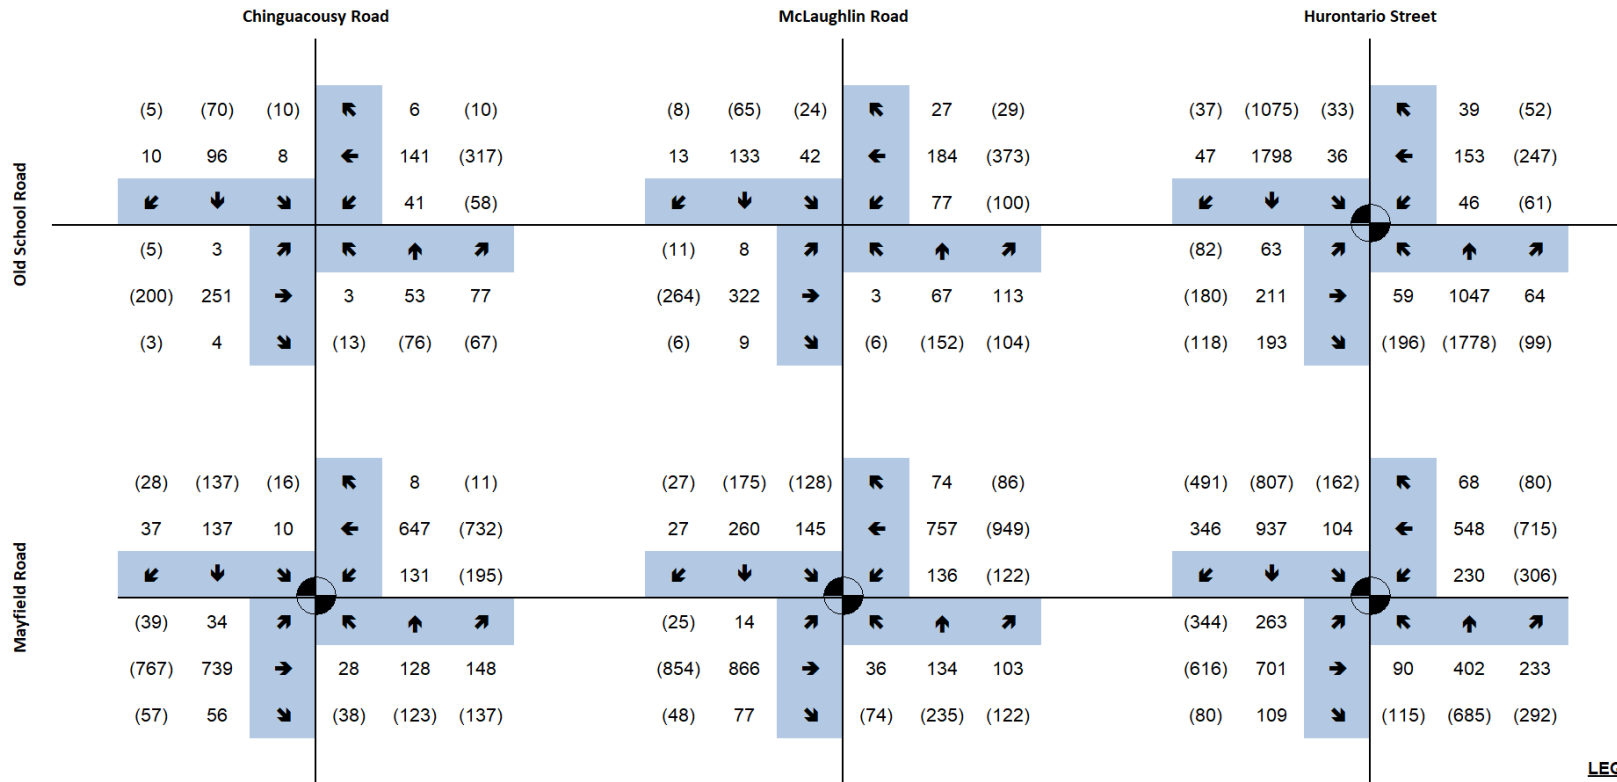 Chinguacousy Road McLaughlin Road Hurontario Street
Old School Road
(5) (70) (10) 6 (10) (8) (65) (24) 27 (29) (37) (1075) (33) 39 (52)
10 96 8 141 (317) 13 133 42 184 (373) 47 1798 36 153 (247)
41 (58) 77 (100) 46 (61)
(5) 3 (11) 8 (82) 63
(200) 251 3 53 77 (264) 322 3 67 113 (180) 211 59 1047 64
(3) 4 (13) (76) (67) (6) 9 (6) (152) (104) (118) 193 (196) (1778) (99)
Mayfield Road
(28) (137) (16) 8 (11) (27) (175) (128) 74 (86) (491) (807) (162) 68 (80)
37 137 10 647 (732) 27 260 145 757 (949) 346 937 104 548 (715)
131 (195) 136 (122) 230 (306)
(39) 34 (25) 14 (344) 263
(767) 739 28 128 148 (854) 866 36 134 103 (616) 701 90 402 233
(57) 56 (38) (123) (137) (48) 77 (74) (235) (122) (80) 109 (115) (685) (292)